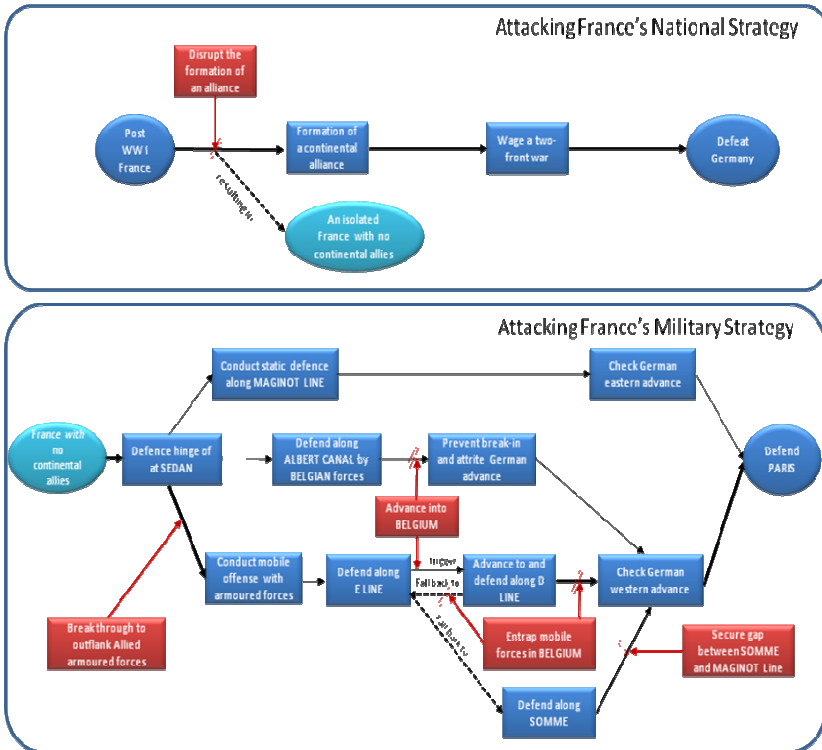 Attacking France's National Strategy
Disrupt the
formation of
an alliance
Post
WW I
France
Formation of
a continental
alliance
Wage a two-
front war
Defeat
Germany
resulting in
An isolated
France with no
continental allies
Attacking France's Military Strategy
Conduct static defence
along MAGINOT LINE
Check German
eastern advance
France with
no
continental
allies
Defence hinge of
at SEDAN
Defend along
ALBERT CANAL by
BELGIAN forces
Prevent break-in
and attrite German
advance
Defend
PARIS
Advance into
BELGIUM
Conduct mobile
offense with
armoured forces
Defend along
E LINE
trigger
Fall back to
Advance to and
defend along D
LINE
Check German
western advance
Fall back to
Breakthrough to
outflank Allied
armoured forces
Entrap mobile
forces in BELGIUM
Secure gap
between SOMME
and MAGINOT Line
Defend along
SOMME